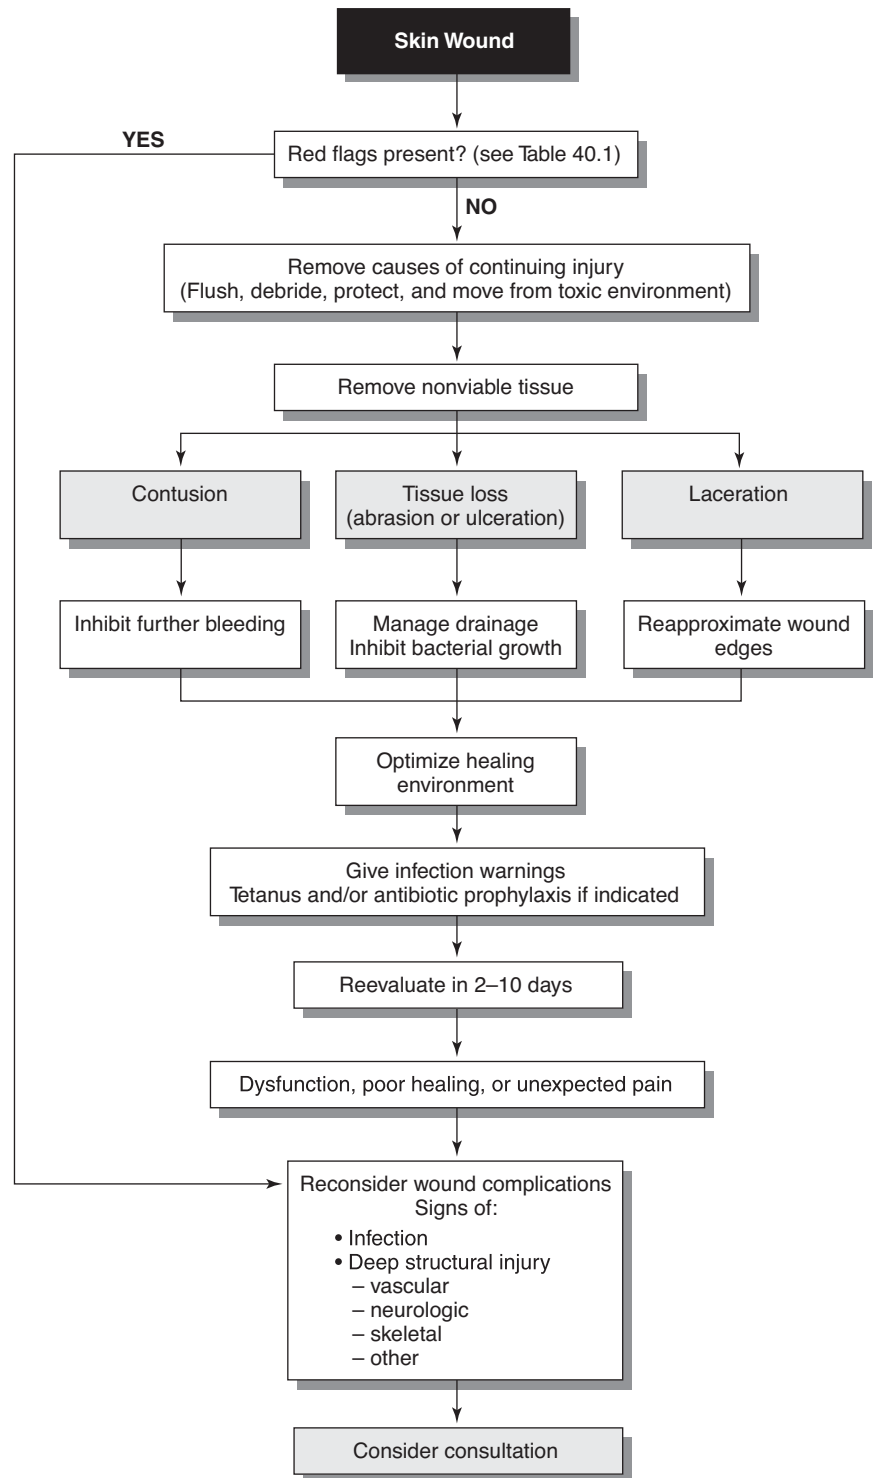 Skin Wound
YES
Red flags present? (see Table 40.1)
NO
Remove causes of continuing injury
(Flush, debride, protect, and move from toxic environment)
Remove nonviable tissue
Contusion
Tissue loss
(abrasion or ulceration)
Laceration
Inhibit further bleeding
Manage drainage
Inhibit bacterial growth
Reapproximate wound
edges
Optimize healing
environment
Give infection warnings
Tetanus and/or antibiotic prophylaxis if indicated
Reevaluate in 2–10 days
Dysfunction, poor healing, or unexpected pain
Reconsider wound complications
Signs of:
• Infection
• Deep structural injury
– vascular
– neurologic
– skeletal
– other
Consider consultation